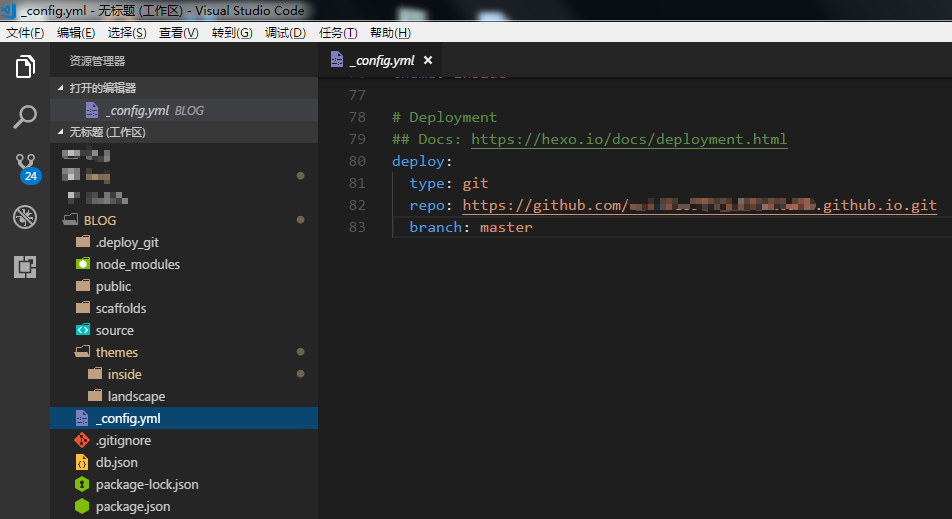 _config.yml - 无标题 (工作区) - Visual Studio Code
文件(F) 编辑(E) 选择(S) 查看(V) 转到(G) 调试(D) 任务(T) 帮助(H)
资源管理器
_config.yml ×
打开的编辑器
_config.yml BLOG
无标题 (工作区)
24
BLOG
.deploy_git
node_modules
public
scaffolds
source
themes
inside
landscape
_config.yml
.gitignore
db.json
package-lock.json
package.json
77
78 # Deployment
79 ## Docs: https://hexo.io/docs/deployment.html
80 deploy:
81 type: git
82 repo: https://github.com/ .github.io.git
83 branch: master